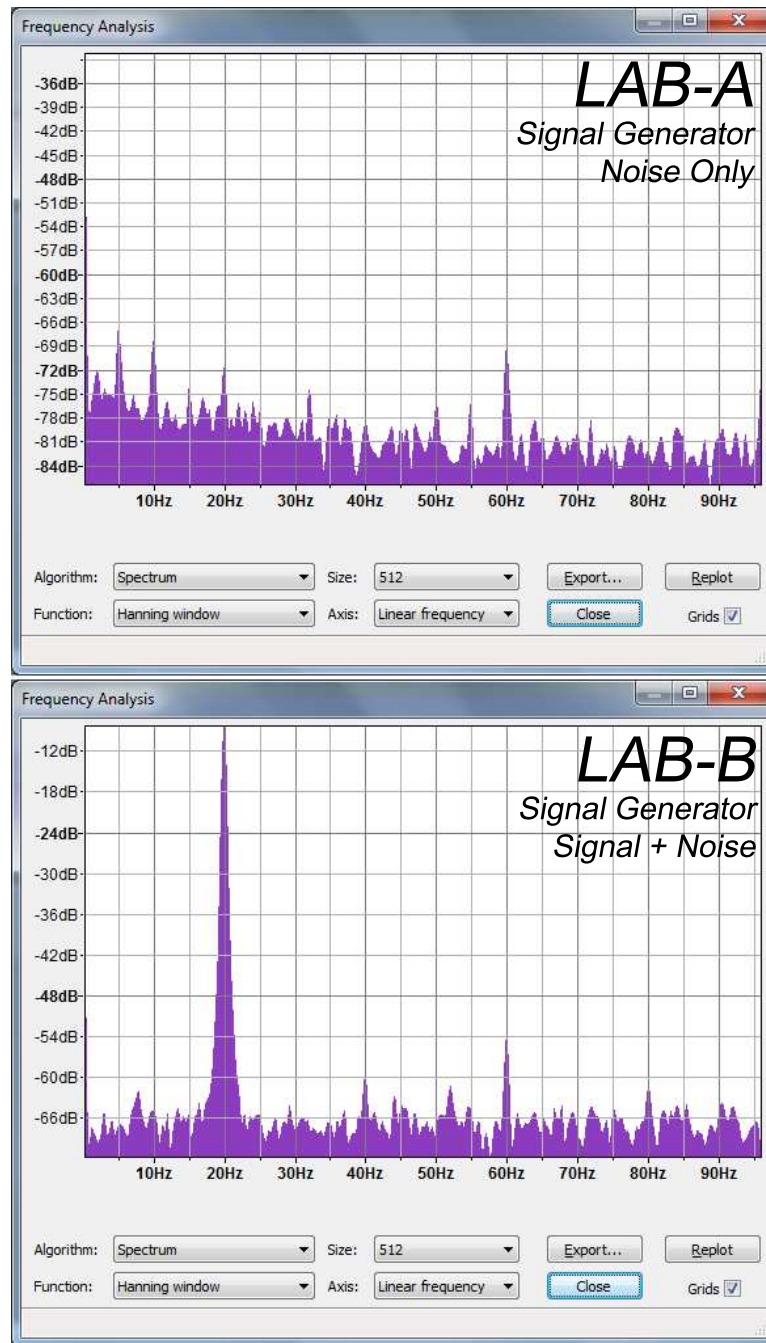 Frequency Analysis
LAB-A
Signal Generator
Noise Only
-36dB
-39dB
-42dB
-45dB
-48dB
-51dB
-54dB
-57dB
-60dB
-63dB
-66dB
-69dB
-72dB
-75dB
-78dB
-81dB
-84dB
10Hz 20Hz 30Hz 40Hz 50Hz 60Hz 70Hz 80Hz 90Hz
Algorithm: Spectrum Size: 512 Export... Replot
Function: Hanning window Axis: Linear frequency Close Grids
Frequency Analysis
LAB-B
Signal Generator
Signal + Noise
-12dB
-18dB
-24dB
-30dB
-36dB
-42dB
-48dB
-54dB
-60dB
-66dB
10Hz 20Hz 30Hz 40Hz 50Hz 60Hz 70Hz 80Hz 90Hz
Algorithm: Spectrum Size: 512 Export... Replot
Function: Hanning window Axis: Linear frequency Close Grids